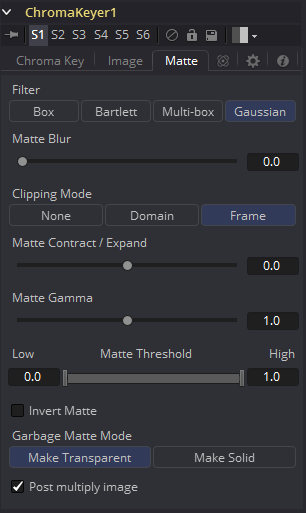 ChromaKeyer1
S1 S2 S3 S4 S5 S6
Chroma Key Image Matte
Filter
Box Bartlett Multi-box Gaussian
Matte Blur
0.0
Clipping Mode
None Domain Frame
Matte Contract / Expand
0.0
Matte Gamma
1.0
Low Matte Threshold High
0.0 1.0
Invert Matte
Garbage Matte Mode
Make Transparent Make Solid
Post multiply image